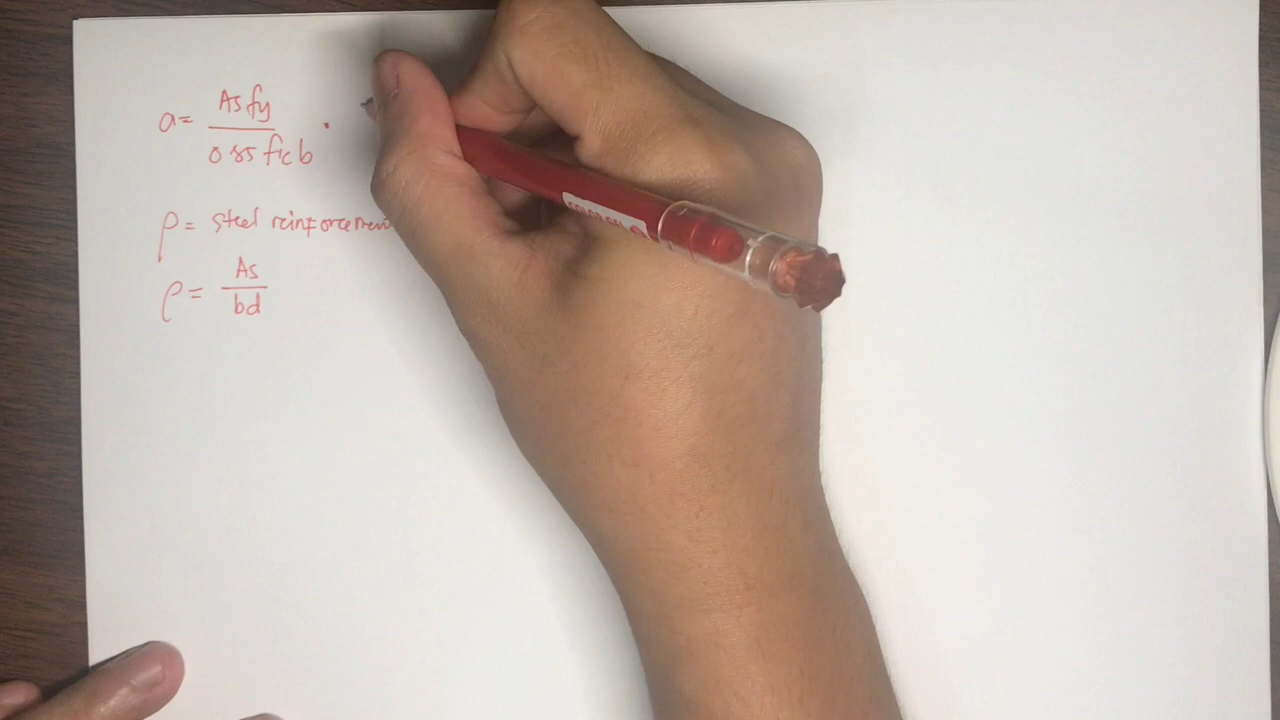 a = As fy / 0.85 f'c b ·
ρ = steel reinforcement
ρ = As / bd